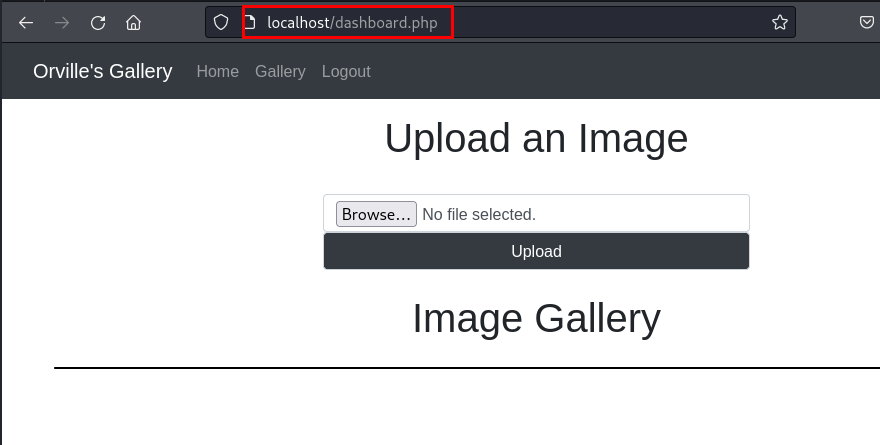 localhost/dashboard.php
Orville's Gallery Home Gallery Logout
Upload an Image
Browse... No file selected.
Upload
Image Gallery